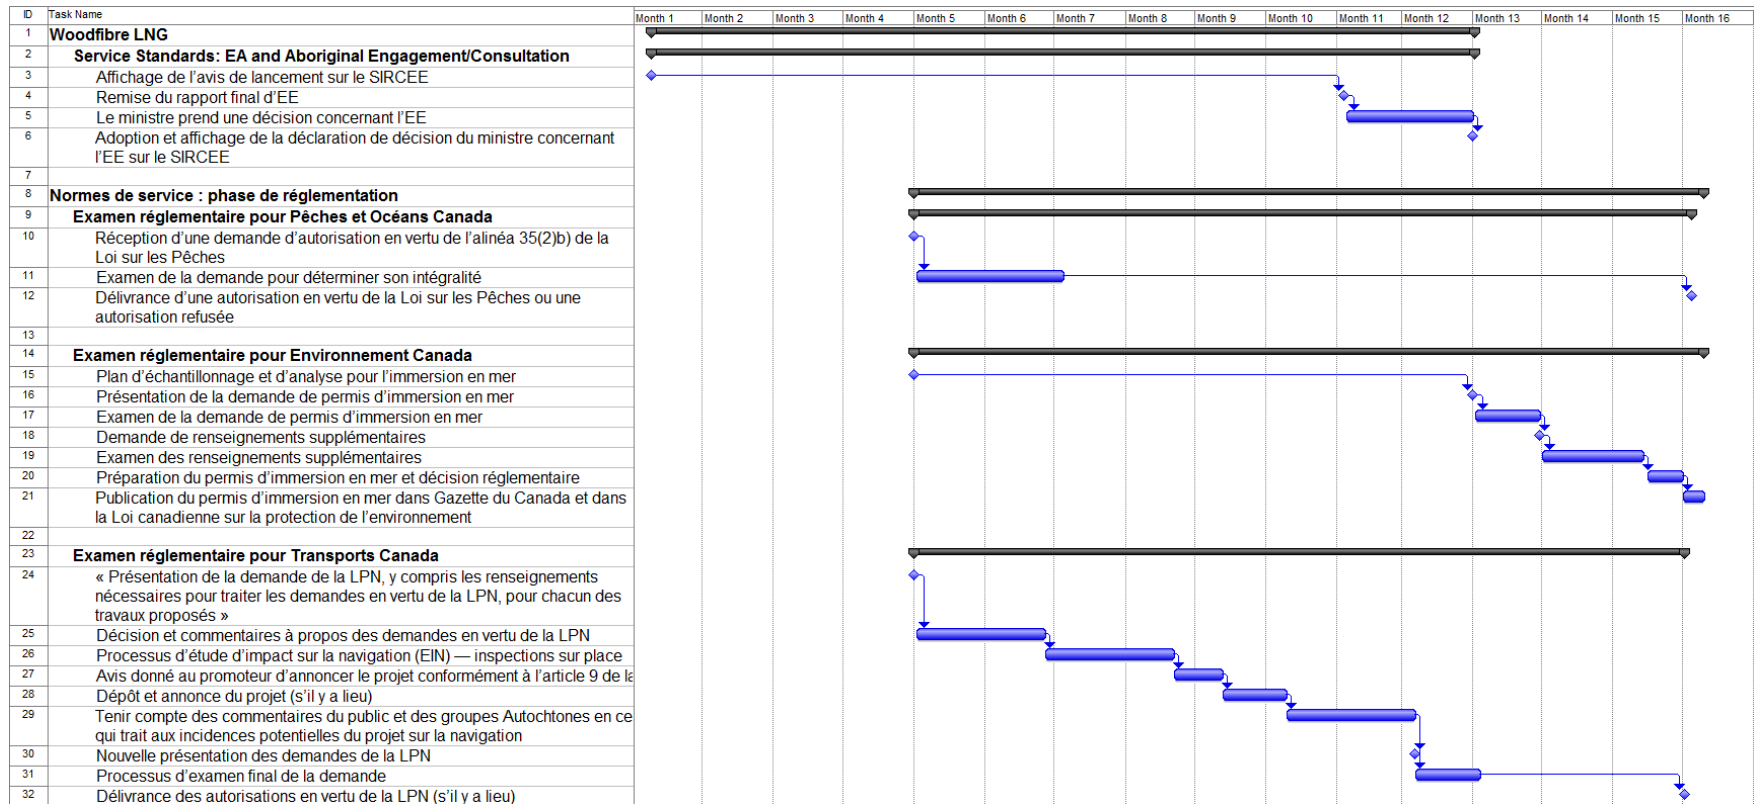 ID Task Name Month 1 Month 2 Month 3 Month 4 Month 5 Month 6 Month 7 Month 8 Month 9 Month 10 Month 11 Month 12 Month 13 Month 14 Month 15 Month 16
1 Woodfibre LNG
2 Service Standards: EA and Aboriginal Engagement/Consultation
3 Affichage de l’avis de lancement sur le SIRCEE
4 Remise du rapport final d’EE
5 Le ministre prend une décision concernant l’EE
6 Adoption et affichage de la déclaration de décision du ministre concernant
l’EE sur le SIRCEE
7
8 Normes de service : phase de réglementation
9 Examen réglementaire pour Pêches et Océans Canada
10 Réception d’une demande d’autorisation en vertu de l’alinéa 35(2)b) de la
Loi sur les Pêches
11 Examen de la demande pour déterminer son intégralité
12 Délivrance d’une autorisation en vertu de la Loi sur les Pêches ou une
autorisation refusée
13
14 Examen réglementaire pour Environnement Canada
15 Plan d’échantillonnage et d’analyse pour l’immersion en mer
16 Présentation de la demande de permis d’immersion en mer
17 Examen de la demande de permis d’immersion en mer
18 Demande de renseignements supplémentaires
19 Examen des renseignements supplémentaires
20 Préparation du permis d’immersion en mer et décision réglementaire
21 Publication du permis d’immersion en mer dans Gazette du Canada et dans
la Loi canadienne sur la protection de l’environnement
22
23 Examen réglementaire pour Transports Canada
24 « Présentation de la demande de la LPN, y compris les renseignements
nécessaires pour traiter les demandes en vertu de la LPN, pour chacun des
travaux proposés »
25 Décision et commentaires à propos des demandes en vertu de la LPN
26 Processus d’étude d’impact sur la navigation (EIN) — inspections sur place
27 Avis donné au promoteur d’annoncer le projet conformément à l’article 9 de la
28 Dépôt et annonce du projet (s’il y a lieu)
29 Tenir compte des commentaires du public et des groupes Autochtones en ce
qui trait aux incidences potentielles du projet sur la navigation
30 Nouvelle présentation des demandes de la LPN
31 Processus d’examen final de la demande
32 Délivrance des autorisations en vertu de la LPN (s’il y a lieu)